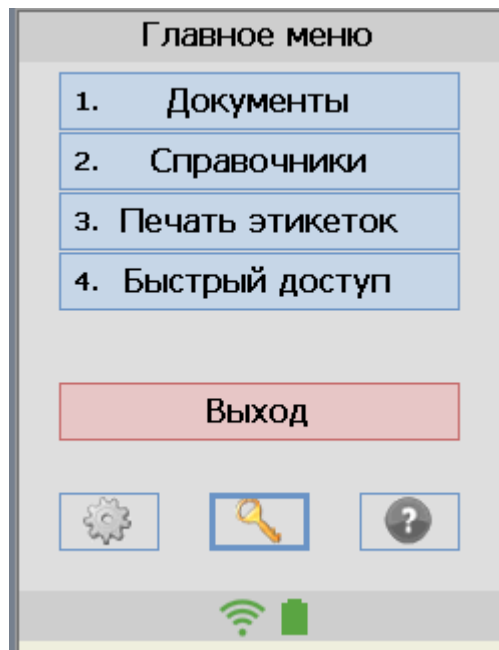 Главное меню
1. Документы
2. Справочники
3. Печать этикеток
4. Быстрый доступ
Выход
?